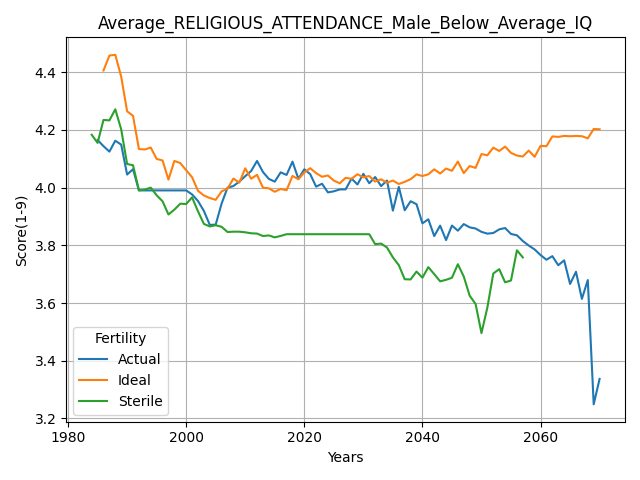 Average_RELIGIOUS_ATTENDANCE_Male_Below_Average_IQ
4.4
4.2
4.0
3.8
3.6
3.4
3.2
Score(1-9)
Fertility
Actual
Ideal
Sterile
1980
2000
2020
2040
2060
Years